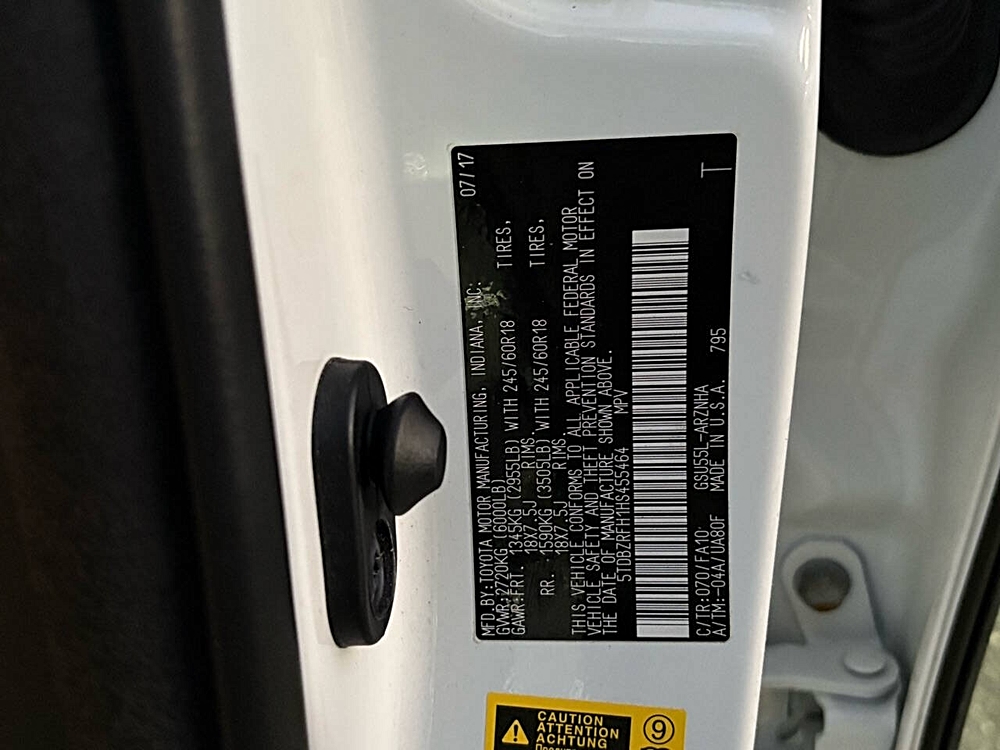 MFD.BY:TOYOTA MOTOR MANUFACTURING, INDIANA, INC. 07/17
GVWR:2720KG (6000LB)
GAWR:FRT. 1345KG (2955LB) WITH 245/60R18 TIRES,
18X7.5J RIMS.
RR. 1590KG (3505LB) WITH 245/60R18 TIRES,
18X7.5J RIMS.
THIS VEHICLE CONFORMS TO ALL APPLICABLE FEDERAL MOTOR
VEHICLE SAFETY AND THEFT PREVENTION STANDARDS IN EFFECT ON
THE DATE OF MANUFACTURE SHOWN ABOVE.
5TDBZRFH1HS455464 MPV
C/TR:070/FA10 GSU55L-ARZNHA T
A/TM:-04A/UA80F MADE IN U.S.A. 795
CAUTION
ATTENTION
ACHTUNG
9